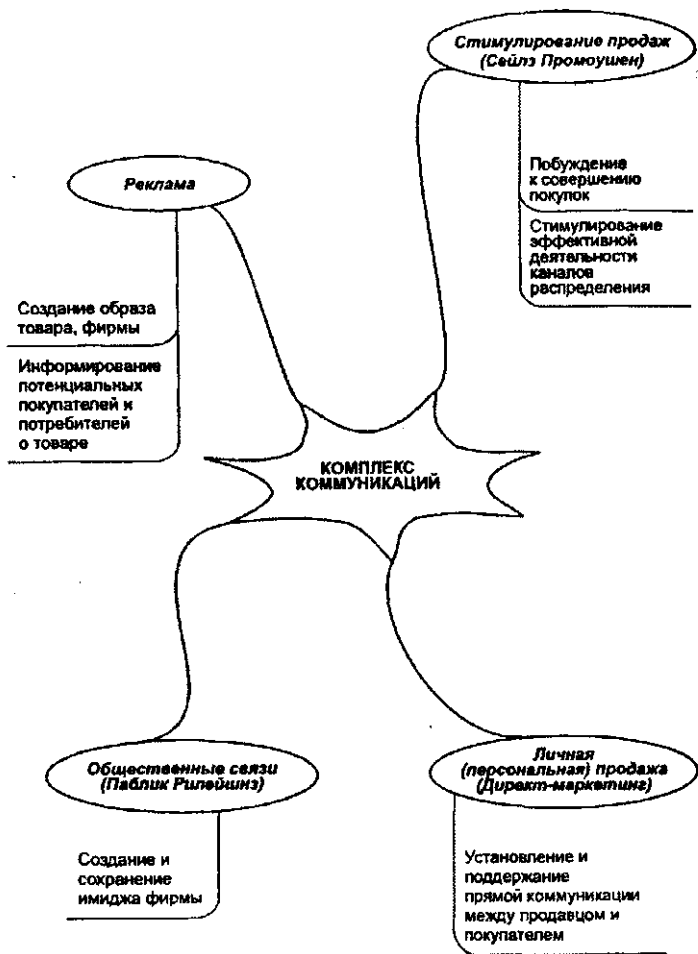 Стимулирование продаж
(Сейлз Промоушен)
Побуждение
к совершению
покупок
Стимулирование
эффективной
деятельности
каналов
распределения
Реклама
Создание образа
товара, фирмы
Информирование
потенциальных
покупателей и
потребителей
о товаре
КОМПЛЕКС
КОММУНИКАЦИЙ
Общественные связи
(Паблик Рилейшнз)
Создание и
сохранение
имиджа фирмы
Личная
(персональная) продажа
(Директ-маркетинг)
Установление и
поддержание
прямой коммуникации
между продавцом и
покупателем